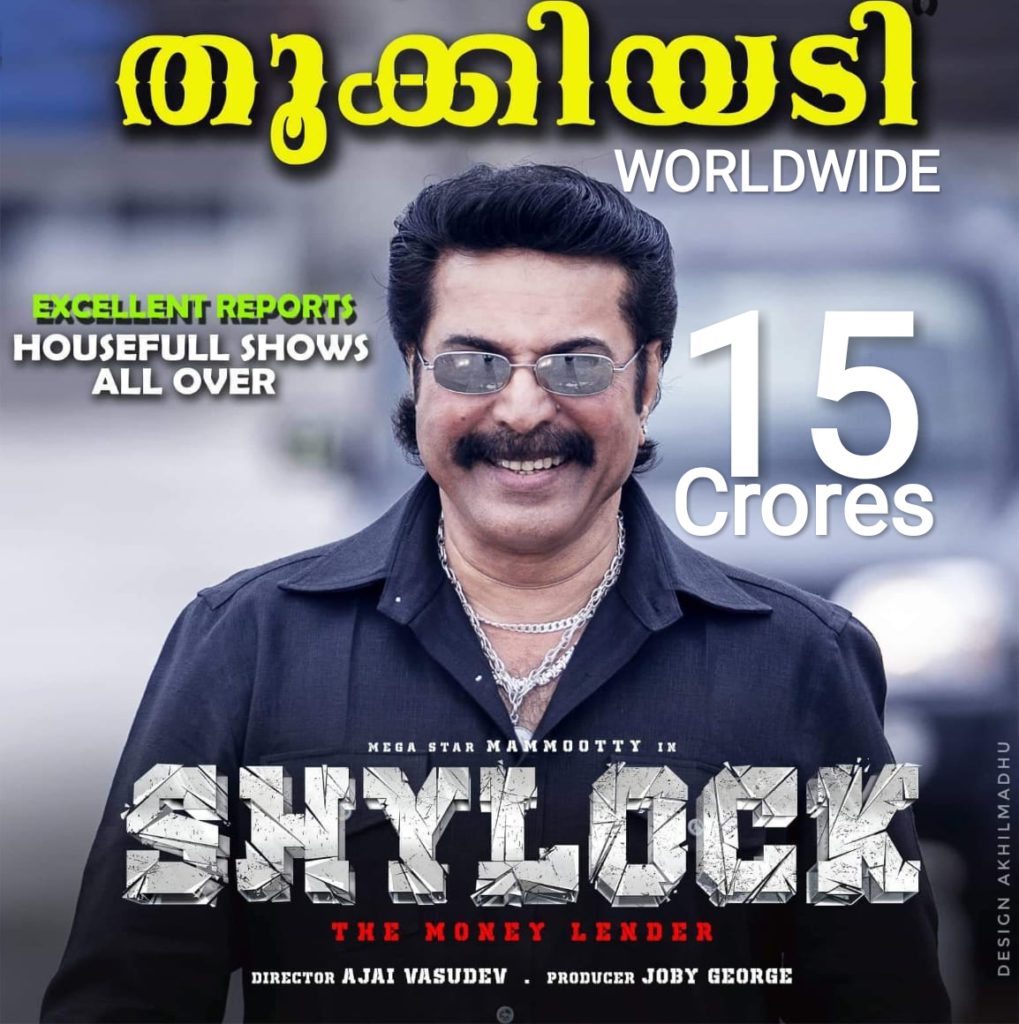 തൂക്കിയടി
WORLDWIDE
EXCELLENT REPORTS
HOUSEFULL SHOWS
ALL OVER
15
Crores
MEGA STAR MAMMOOTTY IN
SHYLOCK
THE MONEY LENDER
DIRECTOR AJAI VASUDEV . PRODUCER JOBY GEORGE
DESIGN AKHILMADHU